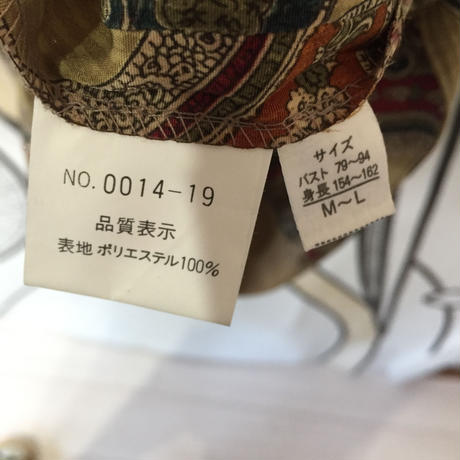 NO. 0014-19
品質表示
表地 ポリエステル100%
サイズ
バスト 79~94
身長 154~162
M~L